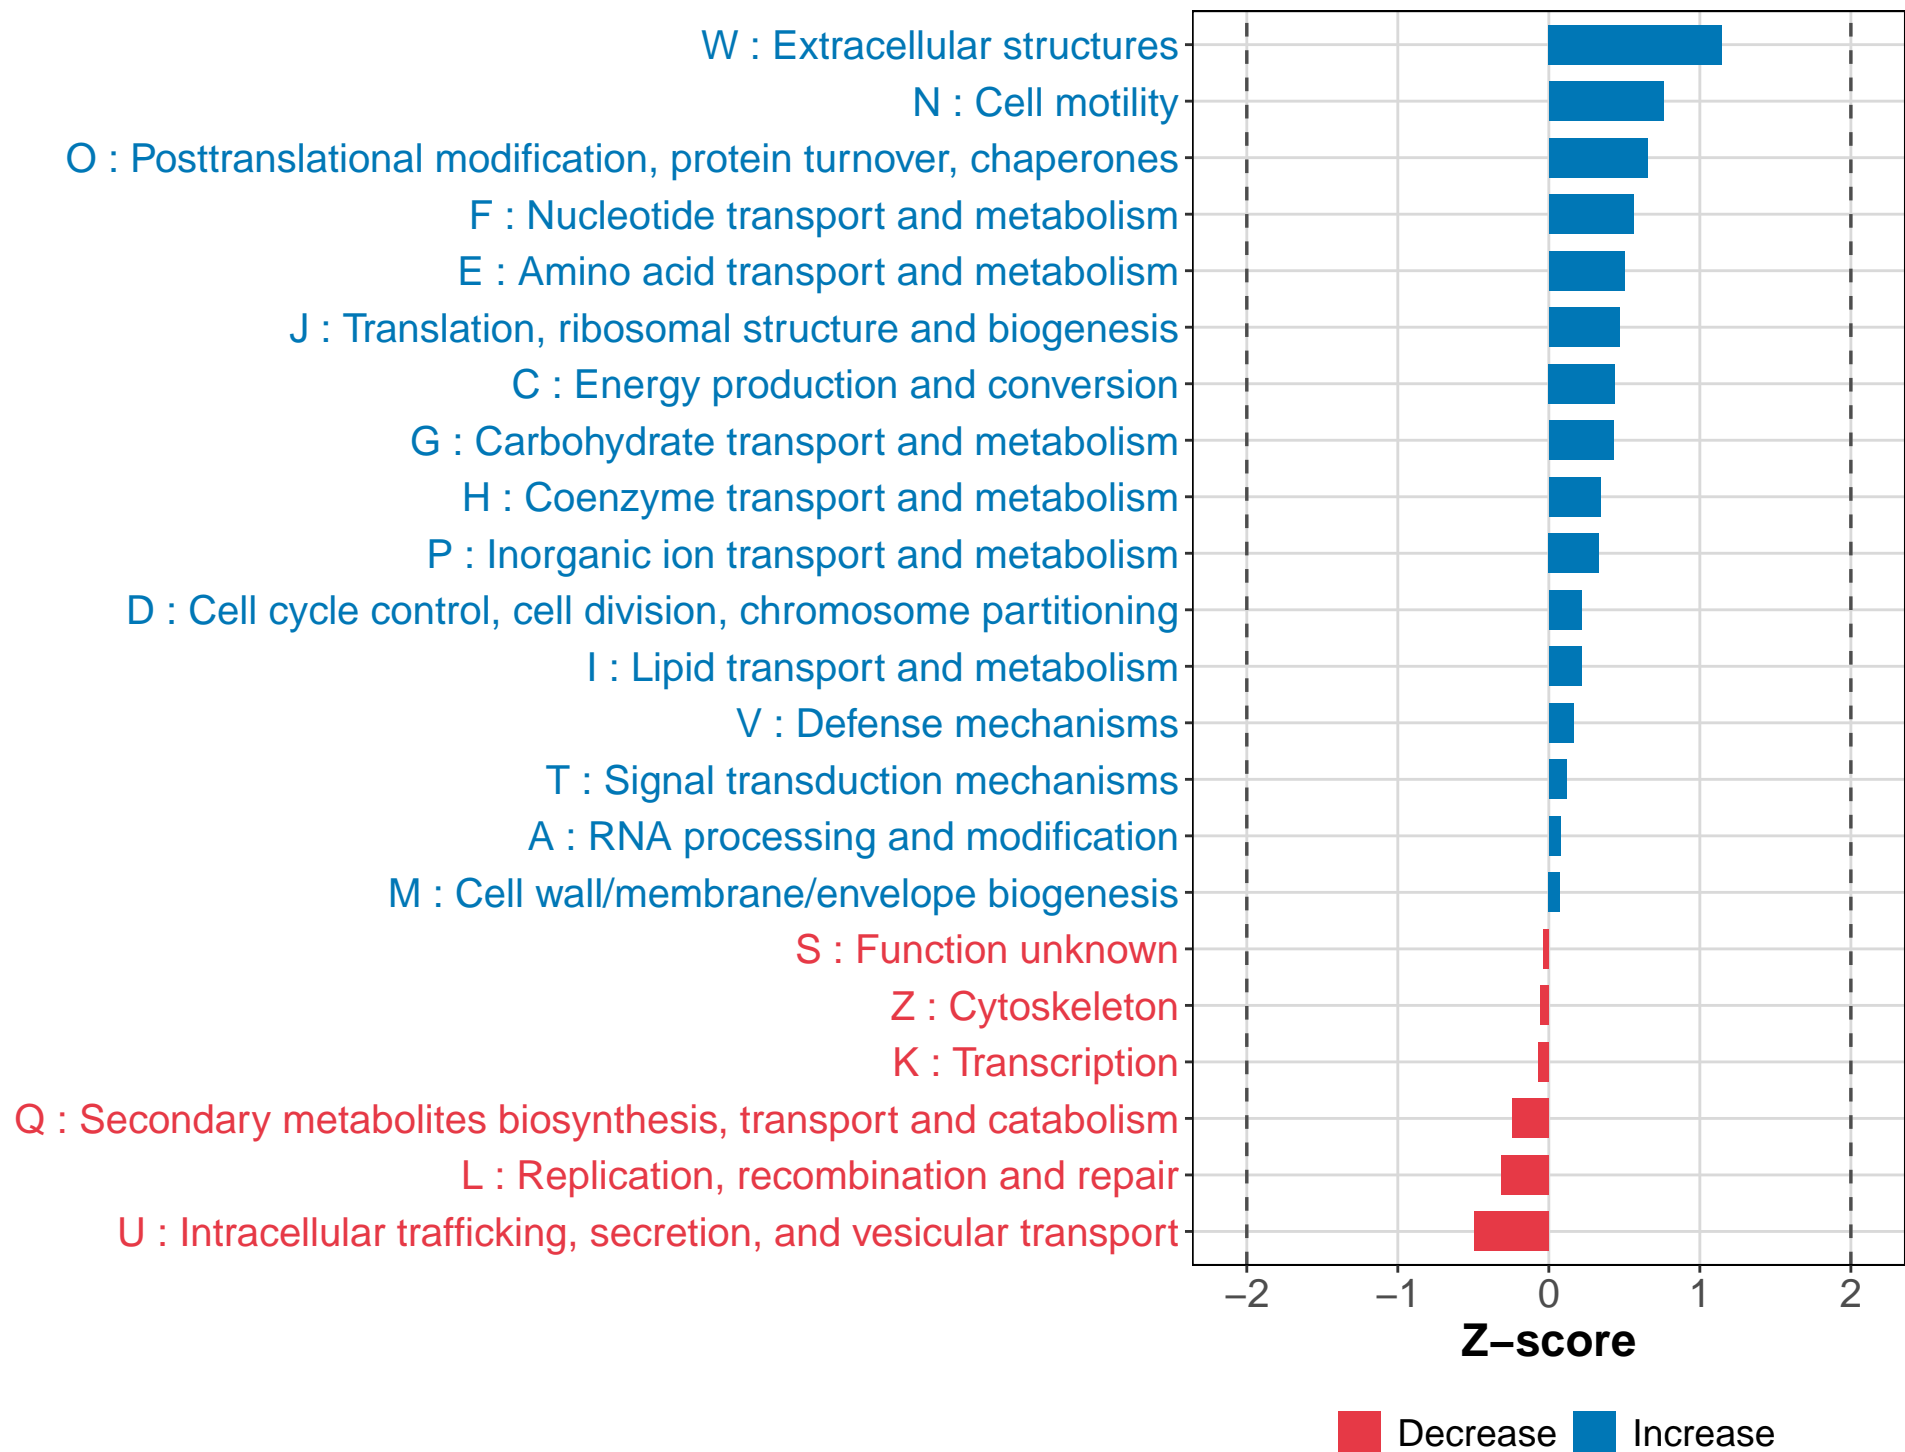 W : Extracellular structures
N : Cell motility
O : Posttranslational modification, protein turnover, chaperones
F : Nucleotide transport and metabolism
E : Amino acid transport and metabolism
J : Translation, ribosomal structure and biogenesis
C : Energy production and conversion
G : Carbohydrate transport and metabolism
H : Coenzyme transport and metabolism
P : Inorganic ion transport and metabolism
D : Cell cycle control, cell division, chromosome partitioning
I : Lipid transport and metabolism
V : Defense mechanisms
T : Signal transduction mechanisms
A : RNA processing and modification
M : Cell wall/membrane/envelope biogenesis
S : Function unknown
Z : Cytoskeleton
K : Transcription
Q : Secondary metabolites biosynthesis, transport and catabolism
L : Replication, recombination and repair
U : Intracellular trafficking, secretion, and vesicular transport
−2 −1 0 1 2
Z−score
Decrease Increase